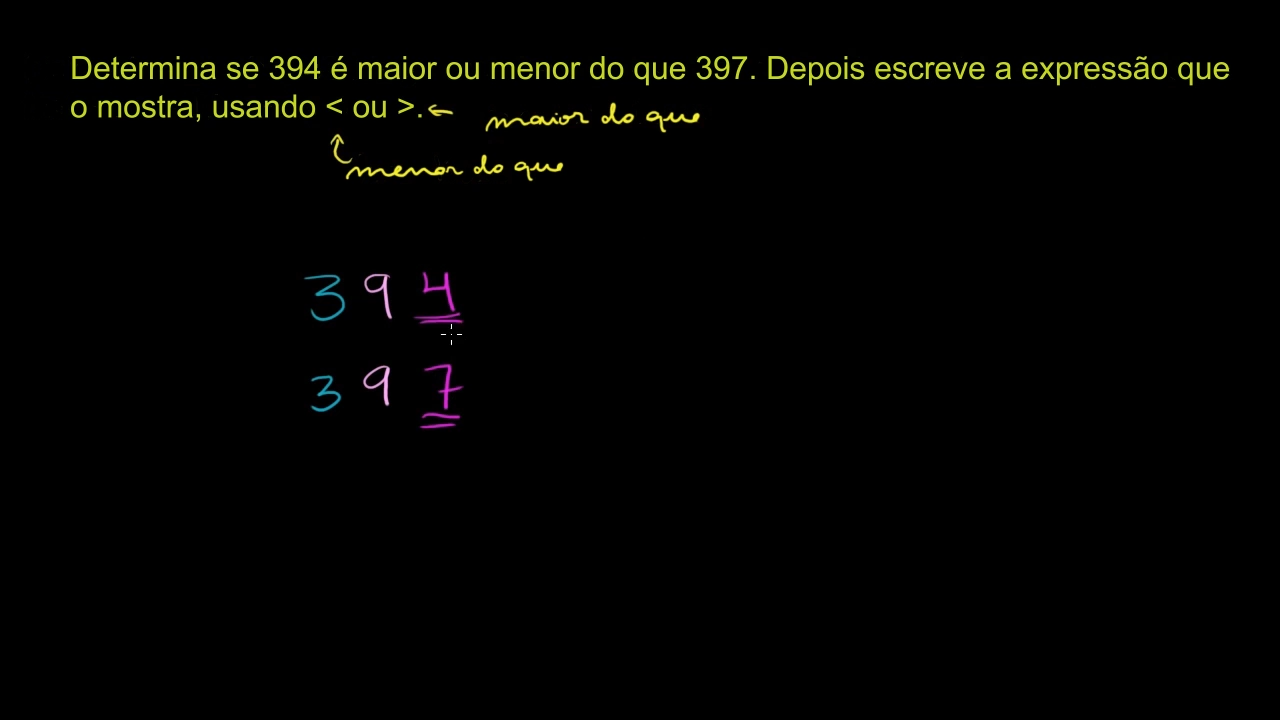 Determina se 394 é maior ou menor do que 397. Depois escreve a expressão que
o mostra, usando < ou >.← maior do que
menor do que
394
397